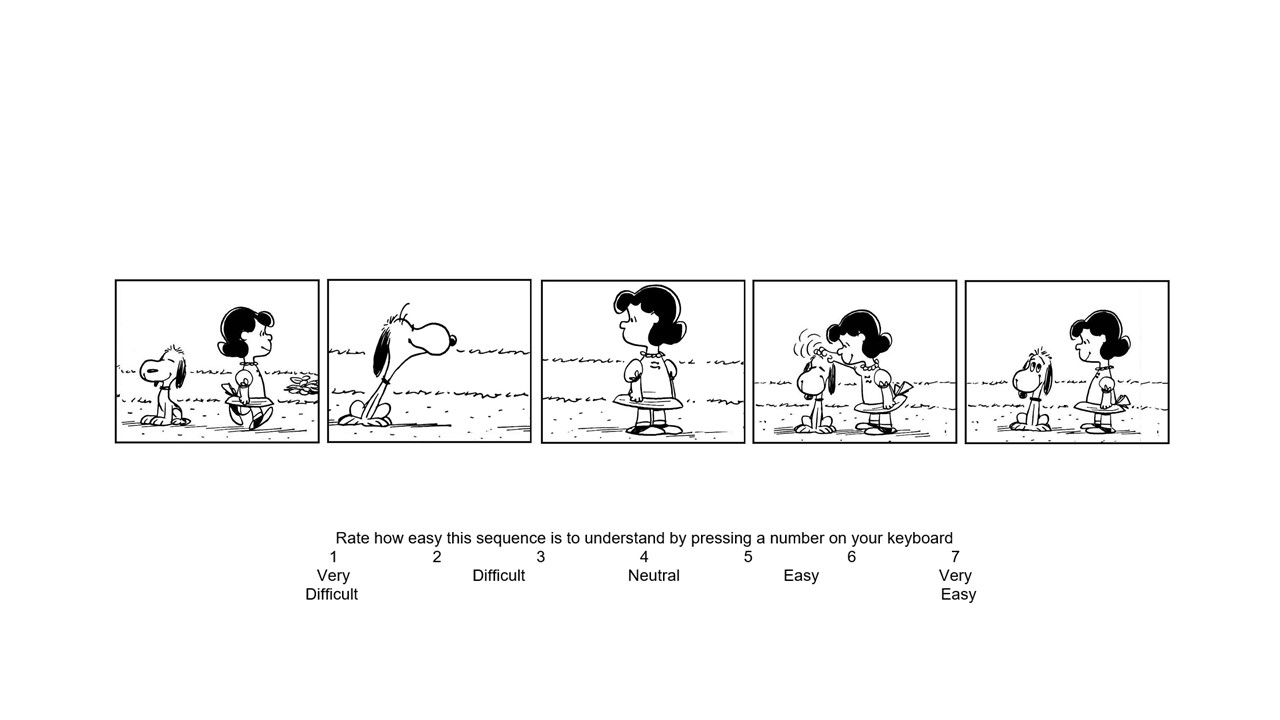 Rate how easy this sequence is to understand by pressing a number on your keyboard
1 2 3 4 5 6 7
Very Difficult Neutral Easy Very
Difficult Easy